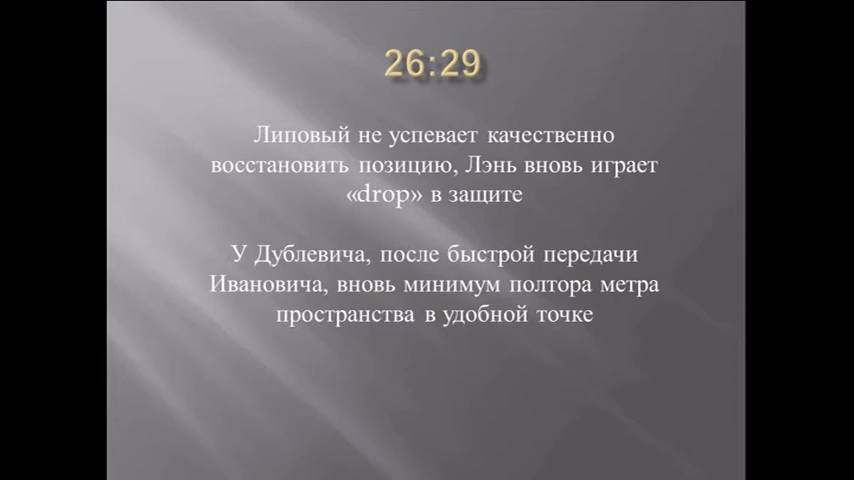 26:29
Липовый не успевает качественно
восстановить позицию, Лэнь вновь играет
«drop» в защите
У Дублевича, после быстрой передачи
Ивановича, вновь минимум полтора метра
пространства в удобной точке